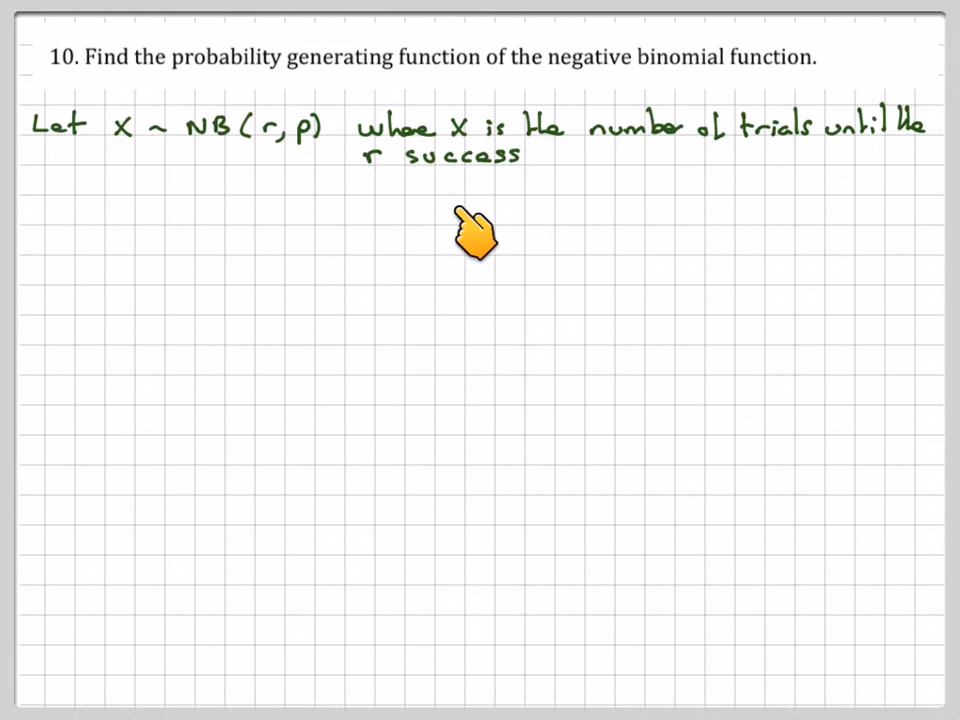 10. Find the probability generating function of the negative binomial function.
Let X ~ NB(r, p) where X is the number of trials until the
r success